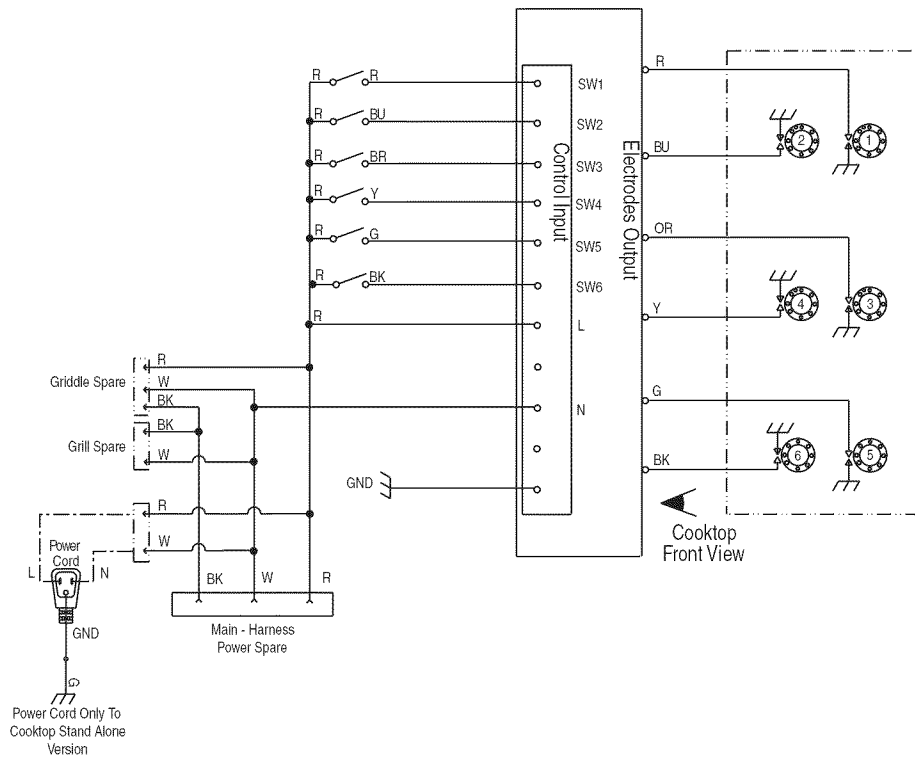 R R
SW1
R BU
SW2
R BR
SW3
R Y
SW4
R G
SW5
R BK
SW6
R
L
N
Control Input
Electrodes Output
R
BU
OR
Y
G
BK
2
1
4
3
6
5
Cooktop
Front View
GND
Griddle Spare
R
W
BK
Grill Spare
BK
W
R
W
Power
Cord
L
N
GND
G
Power Cord Only To
Cooktop Stand Alone
Version
BK
W
R
Main - Harness
Power Spare